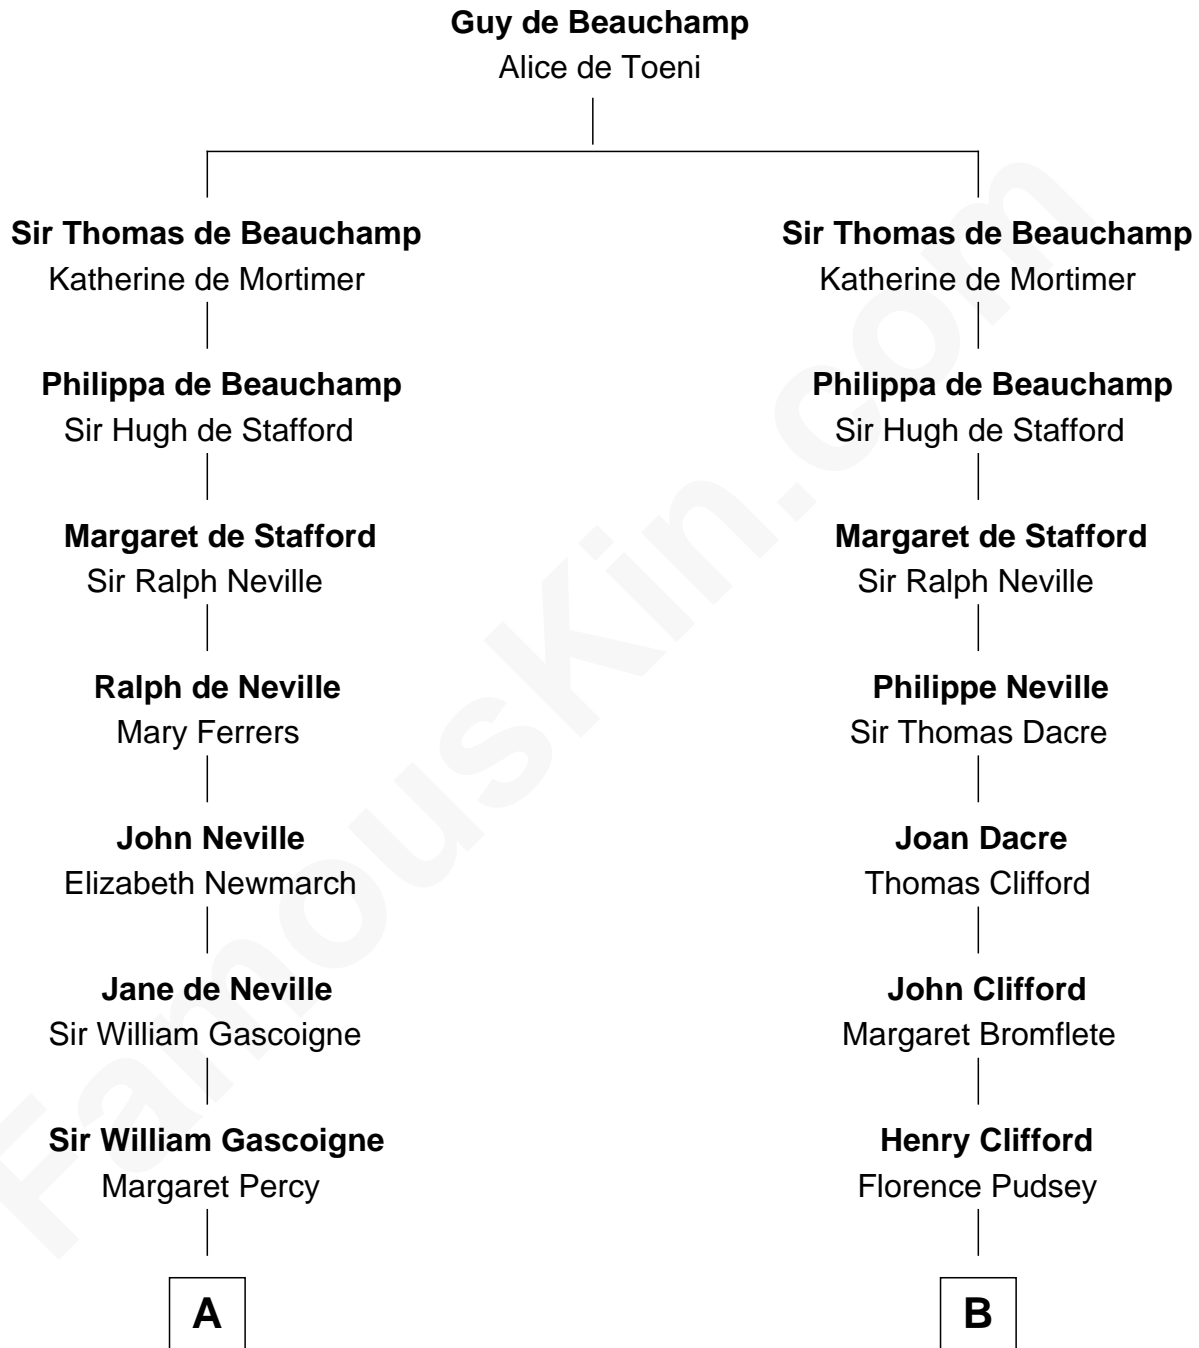 Guy de Beauchamp
Alice de Toeni
Sir Thomas de Beauchamp
Katherine de Mortimer
Philippa de Beauchamp
Sir Hugh de Stafford
Margaret de Stafford
Sir Ralph Neville
Ralph de Neville
Mary Ferrers
John Neville
Elizabeth Newmarch
Jane de Neville
Sir William Gascoigne
Sir William Gascoigne
Margaret Percy
A
Sir Thomas de Beauchamp
Katherine de Mortimer
Philippa de Beauchamp
Sir Hugh de Stafford
Margaret de Stafford
Sir Ralph Neville
Philippe Neville
Sir Thomas Dacre
Joan Dacre
Thomas Clifford
John Clifford
Margaret Bromflete
Henry Clifford
Florence Pudsey
B
FamousKin.com